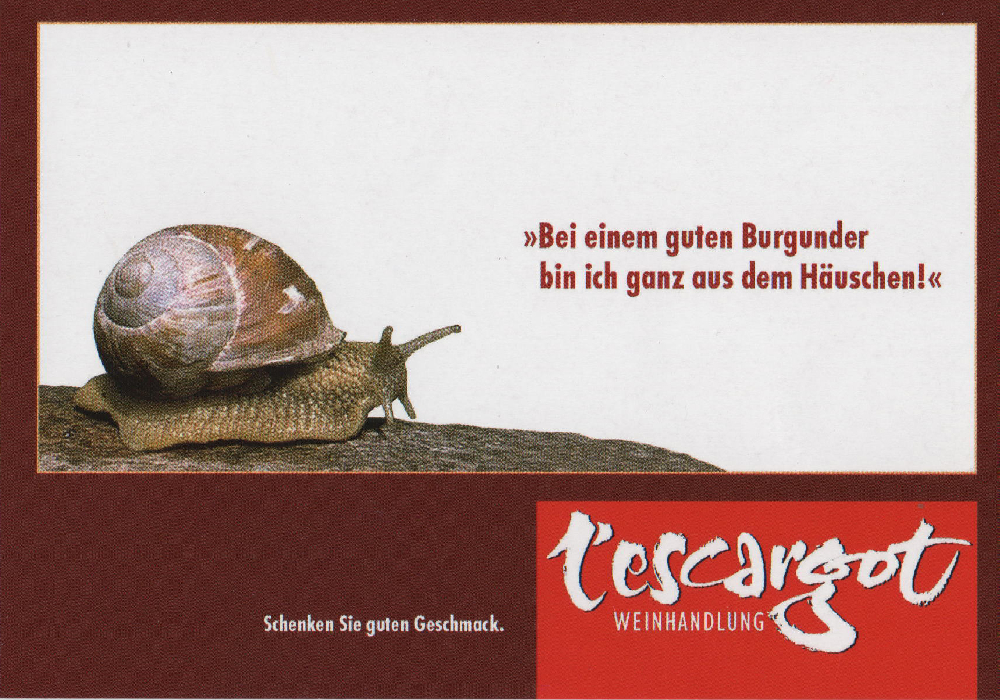 »Bei einem guten Burgunder
bin ich ganz aus dem Häuschen!«
l'escargot
WEINHANDLUNG
Schenken Sie guten Geschmack.